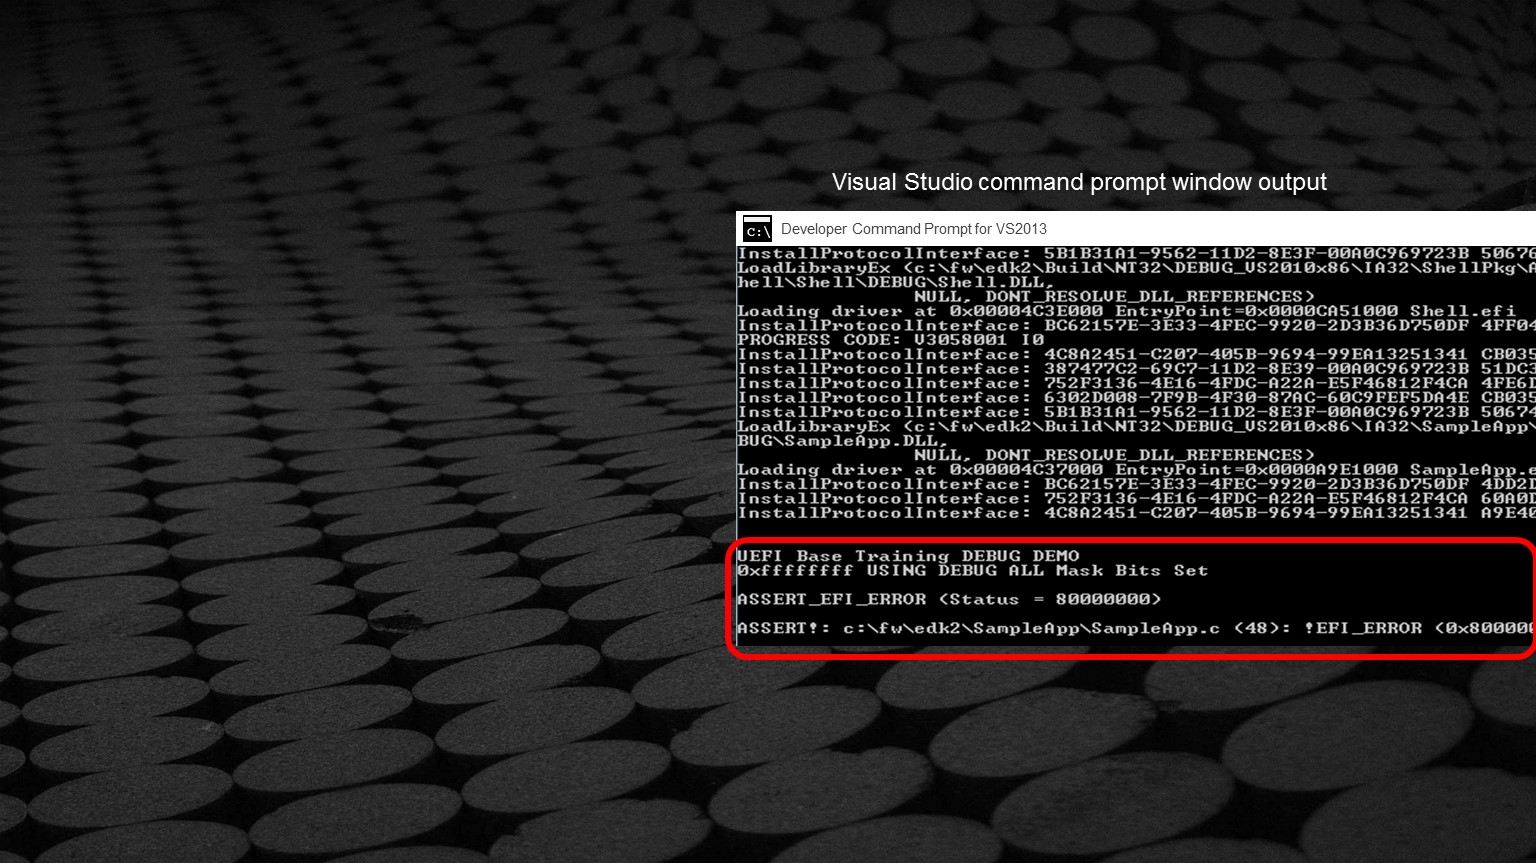 Visual Studio command prompt window output
C:\ Developer Command Prompt for VS2013
InstallProtocolInterface: 5B1B31A1-9562-11D2-8E3F-00A0C969723B 50676
LoadLibraryEx (c:\fw\edk2\Build\NT32\DEBUG_VS2010x86\IA32\ShellPkg\A
hell\Shell\DEBUG\Shell.DLL,
NULL, DONT_RESOLVE_DLL_REFERENCES)
Loading driver at 0x00004C3E000 EntryPoint=0x0000CA51000 Shell.efi
InstallProtocolInterface: BC62157E-3E33-4FEC-9920-2D3B36D750DF 4FF04
PROGRESS CODE: V3058001 I0
InstallProtocolInterface: 4C8A2451-C207-405B-9694-99EA13251341 CB035
InstallProtocolInterface: 387477C2-69C7-11D2-8E39-00A0C969723B 51DC3
InstallProtocolInterface: 752F3136-4E16-4FDC-A22A-E5F46812F4CA 4FE6D
InstallProtocolInterface: 6302D008-7F9B-4F30-87AC-60C9FEF5DA4E CB035
InstallProtocolInterface: 5B1B31A1-9562-11D2-8E3F-00A0C969723B 50674
LoadLibraryEx (c:\fw\edk2\Build\NT32\DEBUG_VS2010x86\IA32\SampleApp\
BUG\SampleApp.DLL,
NULL, DONT_RESOLVE_DLL_REFERENCES)
Loading driver at 0x00004C37000 EntryPoint=0x0000A9E1000 SampleApp.e
InstallProtocolInterface: BC62157E-3E33-4FEC-9920-2D3B36D750DF 4DD2D
InstallProtocolInterface: 752F3136-4E16-4FDC-A22A-E5F46812F4CA 60A0D
InstallProtocolInterface: 4C8A2451-C207-405B-9694-99EA13251341 A9E40
UEFI Base Training DEBUG DEMO
0xffffffff USING DEBUG ALL Mask Bits Set
ASSERT_EFI_ERROR (Status = 80000000)
ASSERT!: c:\fw\edk2\SampleApp\SampleApp.c (48): !EFI_ERROR (0x800000